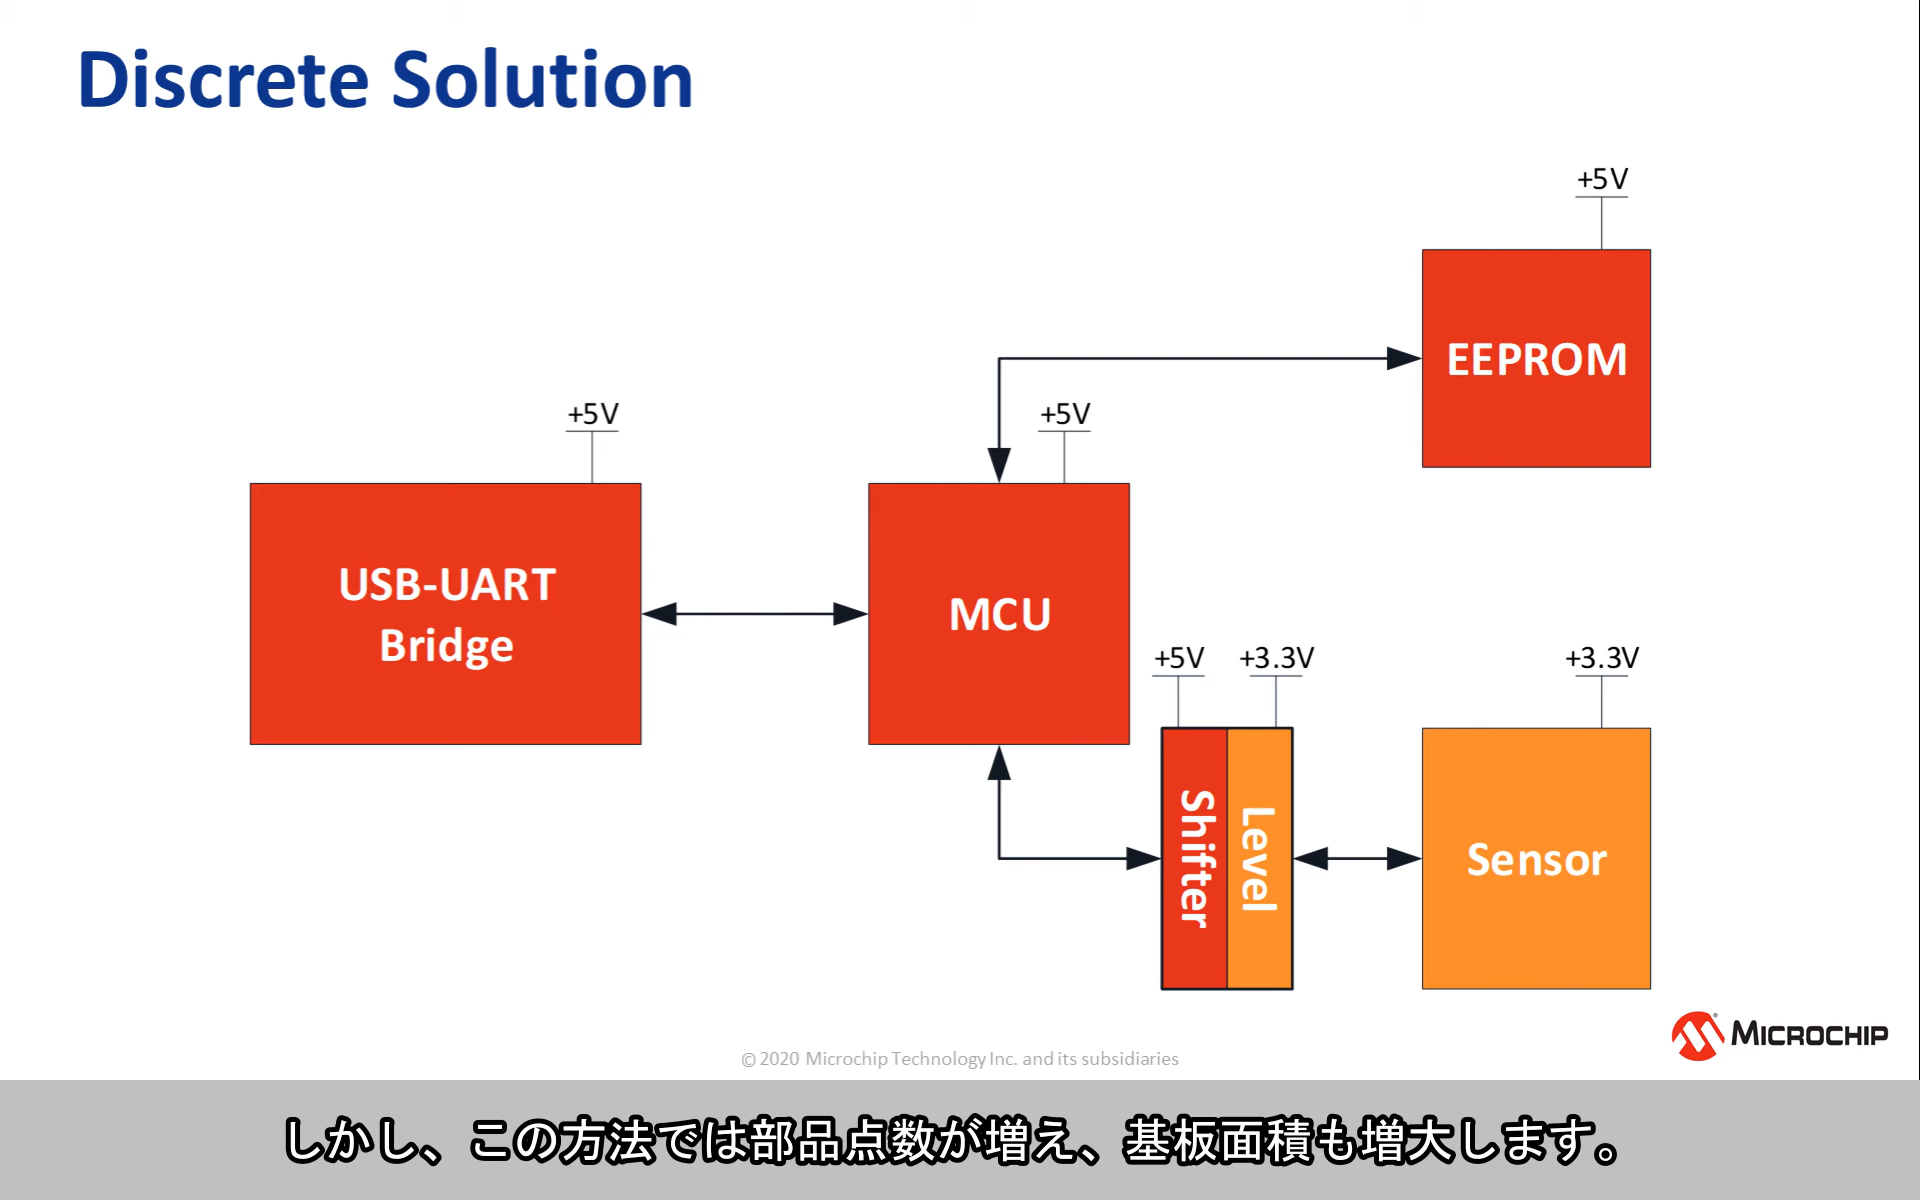 Discrete Solution
+5V
EEPROM
+5V
+5V
USB-UART
Bridge
MCU
+5V
+3.3V
+3.3V
Shifter
Level
Sensor
MICROCHIP
© 2020 Microchip Technology Inc. and its subsidiaries
しかし、この方法では部品点数が増え、基板面積も増大します。